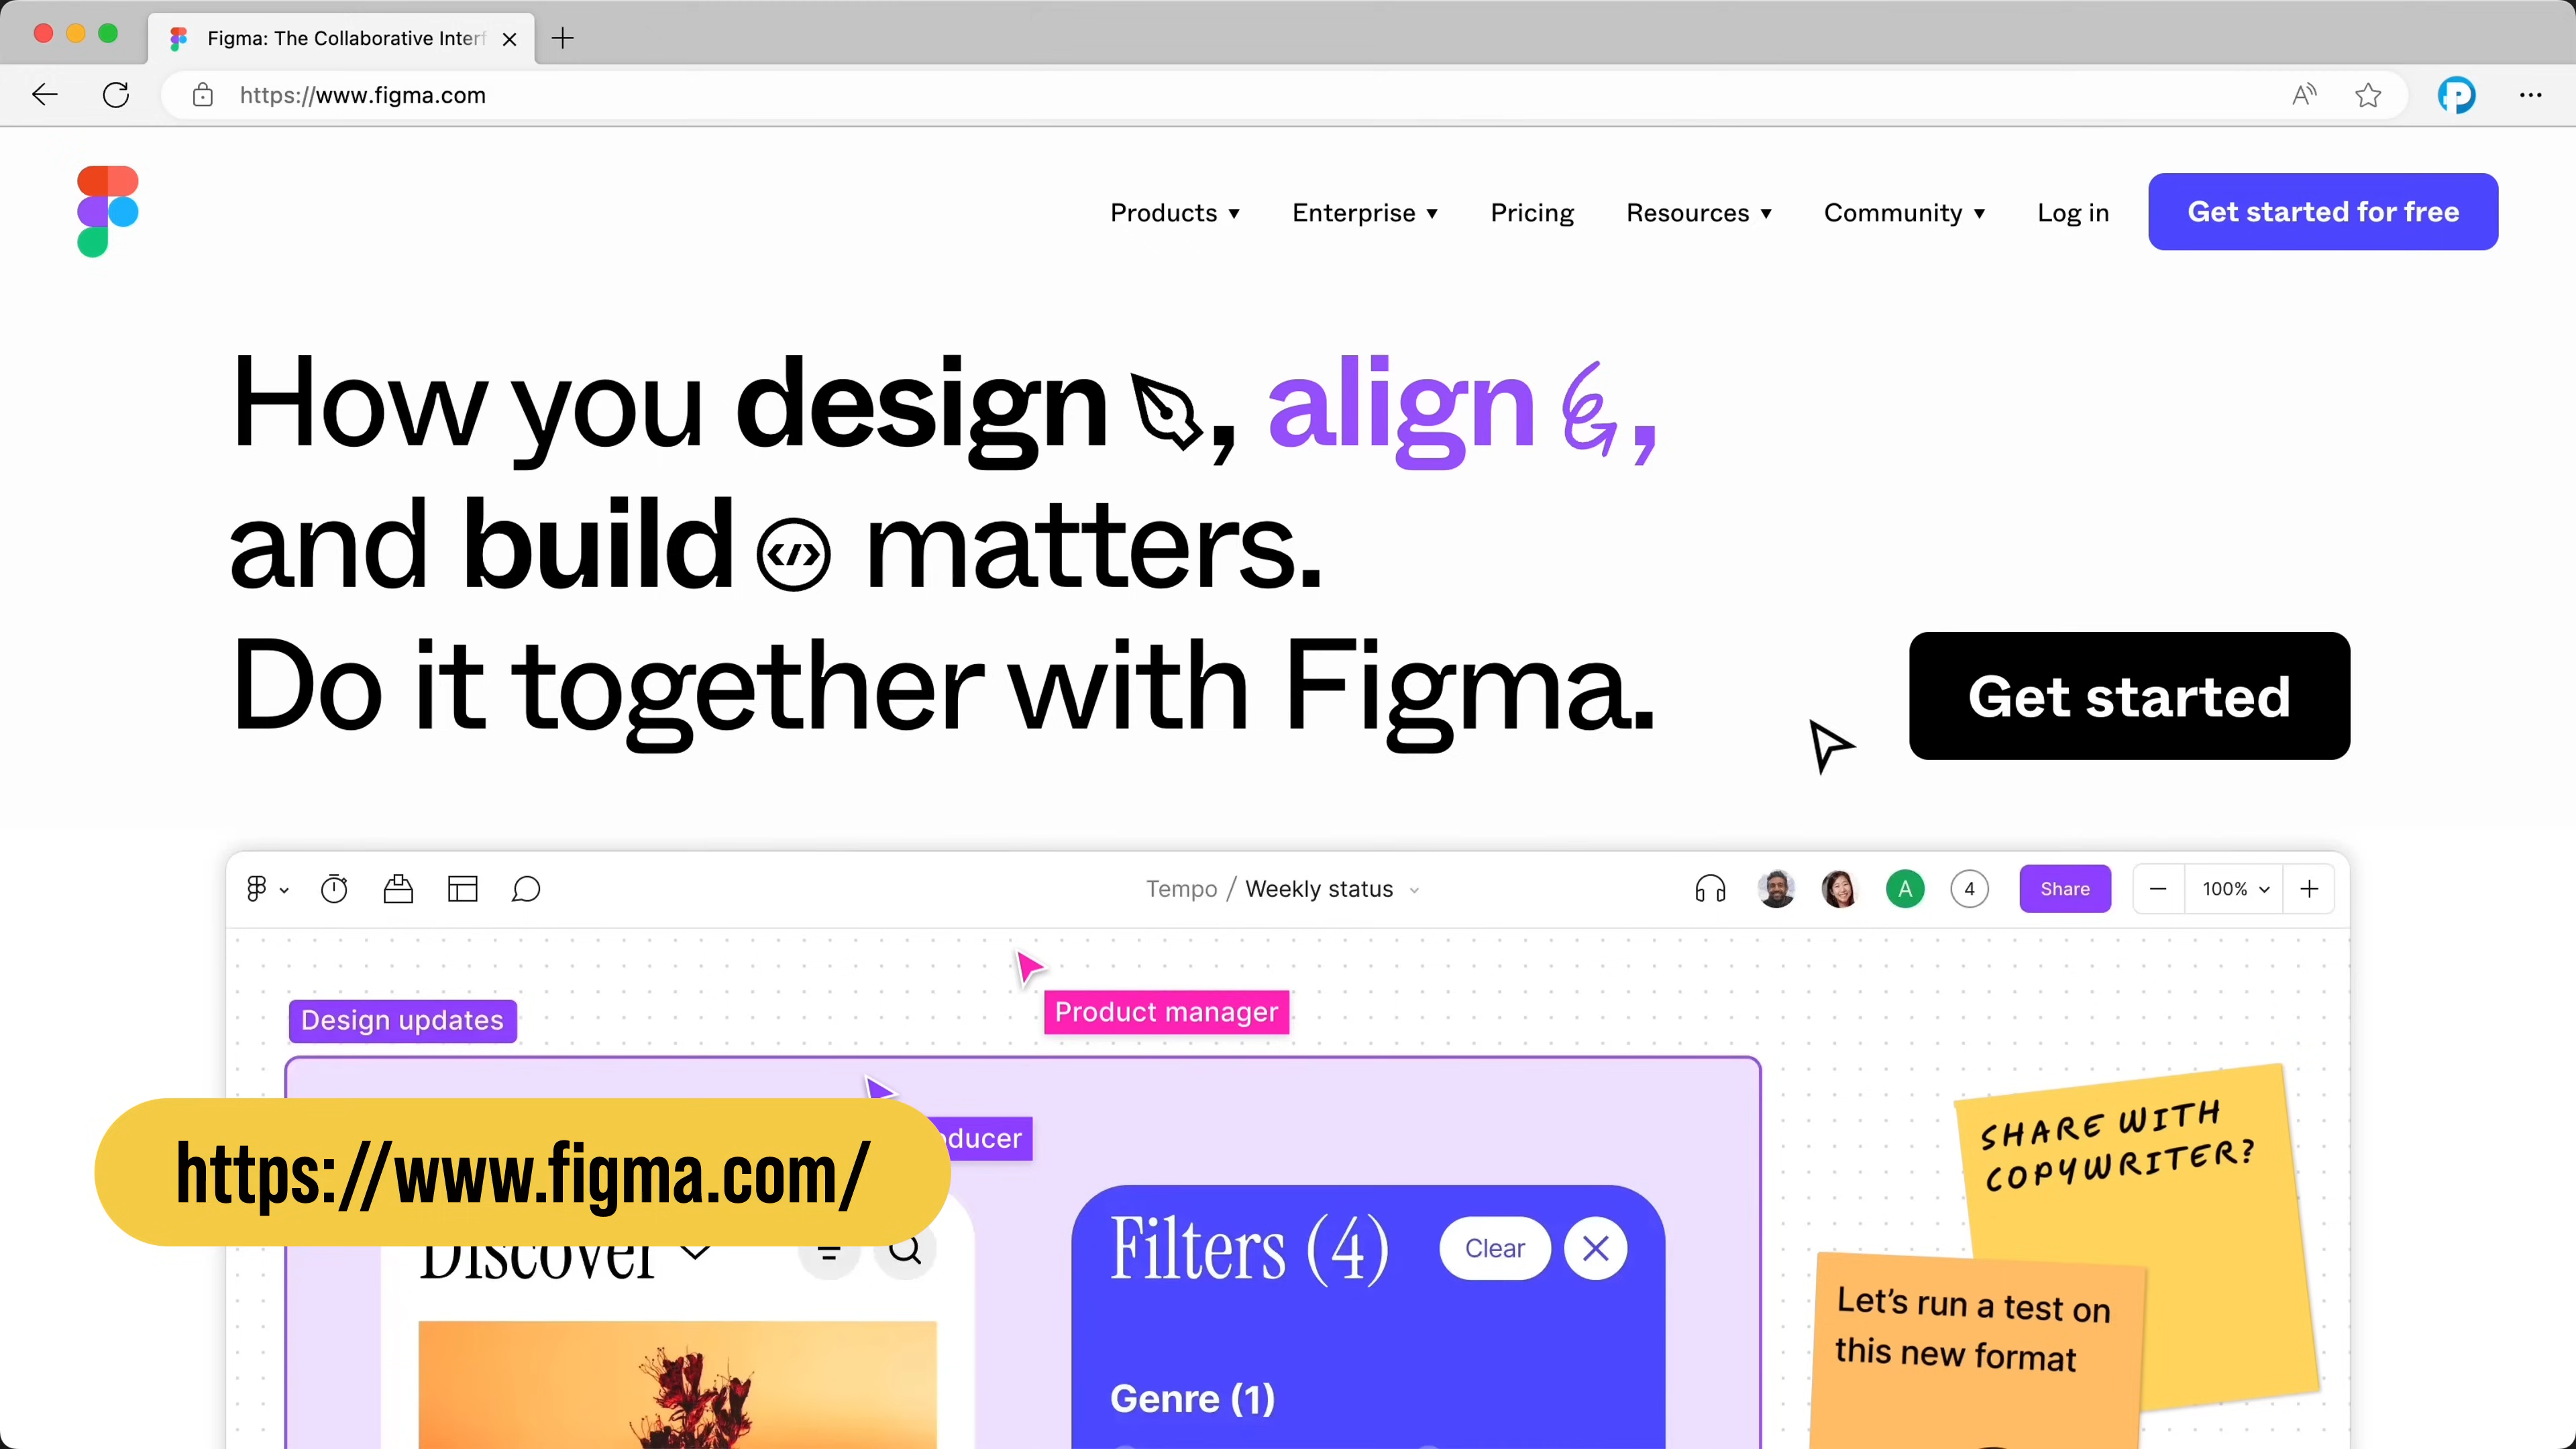 Figma: The Collaborative Interf
https://www.figma.com
Products Enterprise Pricing Resources Community Log in Get started for free
How you design, align,
and build matters.
Do it together with Figma.
Get started
Tempo / Weekly status
A 4 Share 100%
Product manager
Design updates
oducer
https://www.figma.com/
SHARE WITH
COPYWRITER?
Discover
Filters (4) Clear
Let's run a test on
this new format
Genre (1)